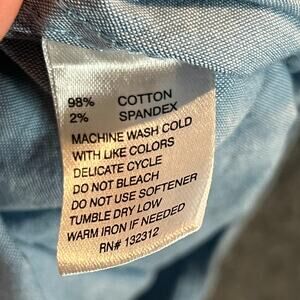 98% COTTON
2% SPANDEX
MACHINE WASH COLD
WITH LIKE COLORS
DELICATE CYCLE
DO NOT BLEACH
DO NOT USE SOFTENER
TUMBLE DRY LOW
WARM IRON IF NEEDED
RN# 132312